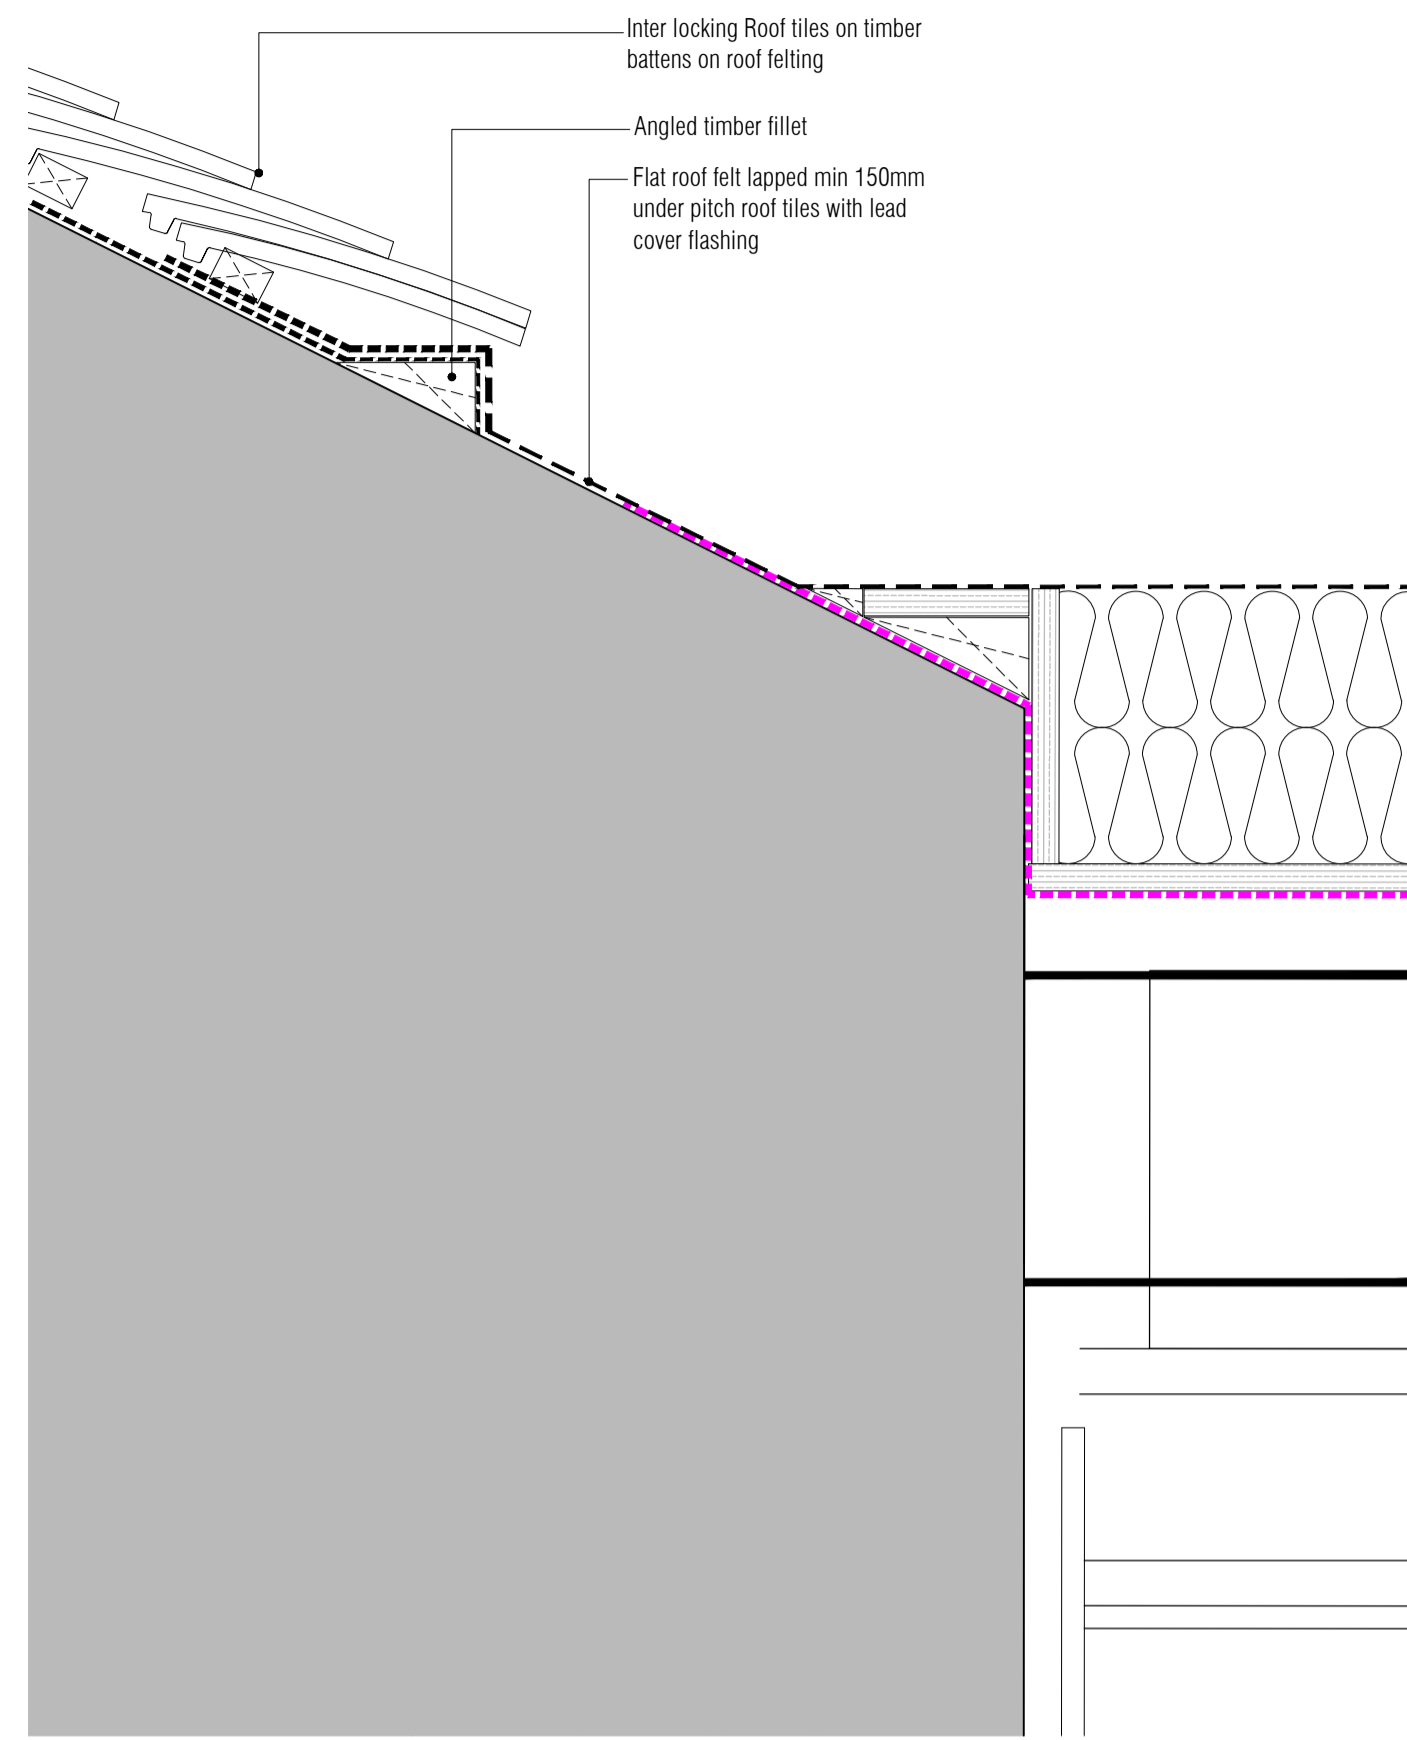 Inter locking Roof tiles on timber
battens on roof felting
Angled timber fillet
Flat roof felt lapped min 150mm
under pitch roof tiles with lead
cover flashing